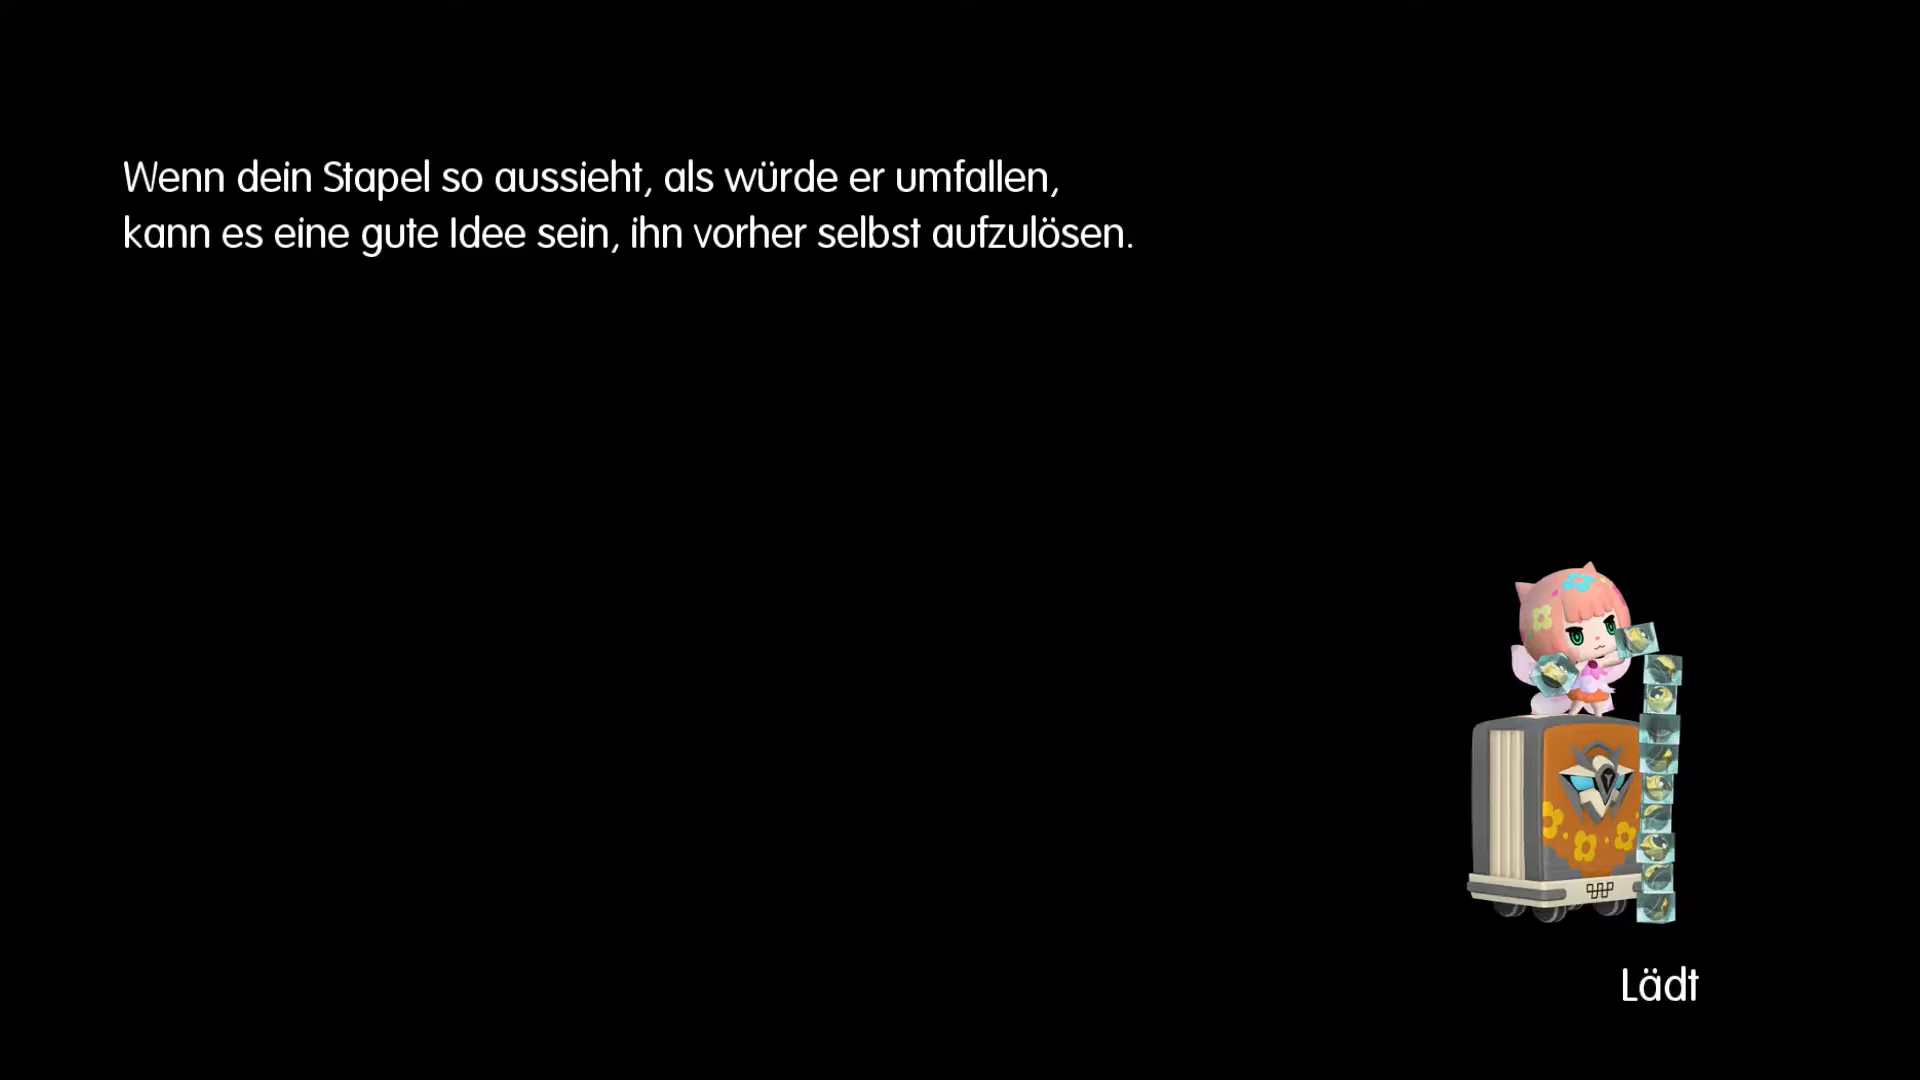 Wenn dein Stapel so aussieht, als würde er umfallen,
kann es eine gute Idee sein, ihn vorher selbst aufzulösen.
Lädt